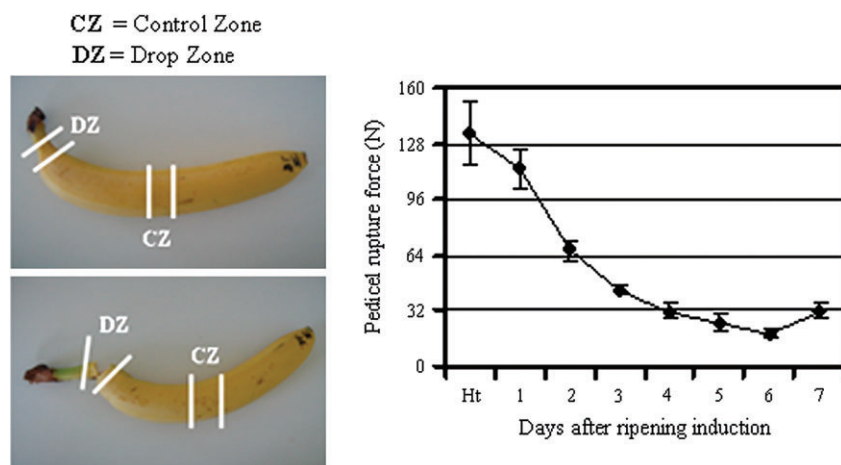 CZ = Control Zone
DZ = Drop Zone
DZ
CZ
DZ
CZ
Pedicel rupture force (N)
160
128
96
64
32
0
Ht 1 2 3 4 5 6 7
Days after ripening induction